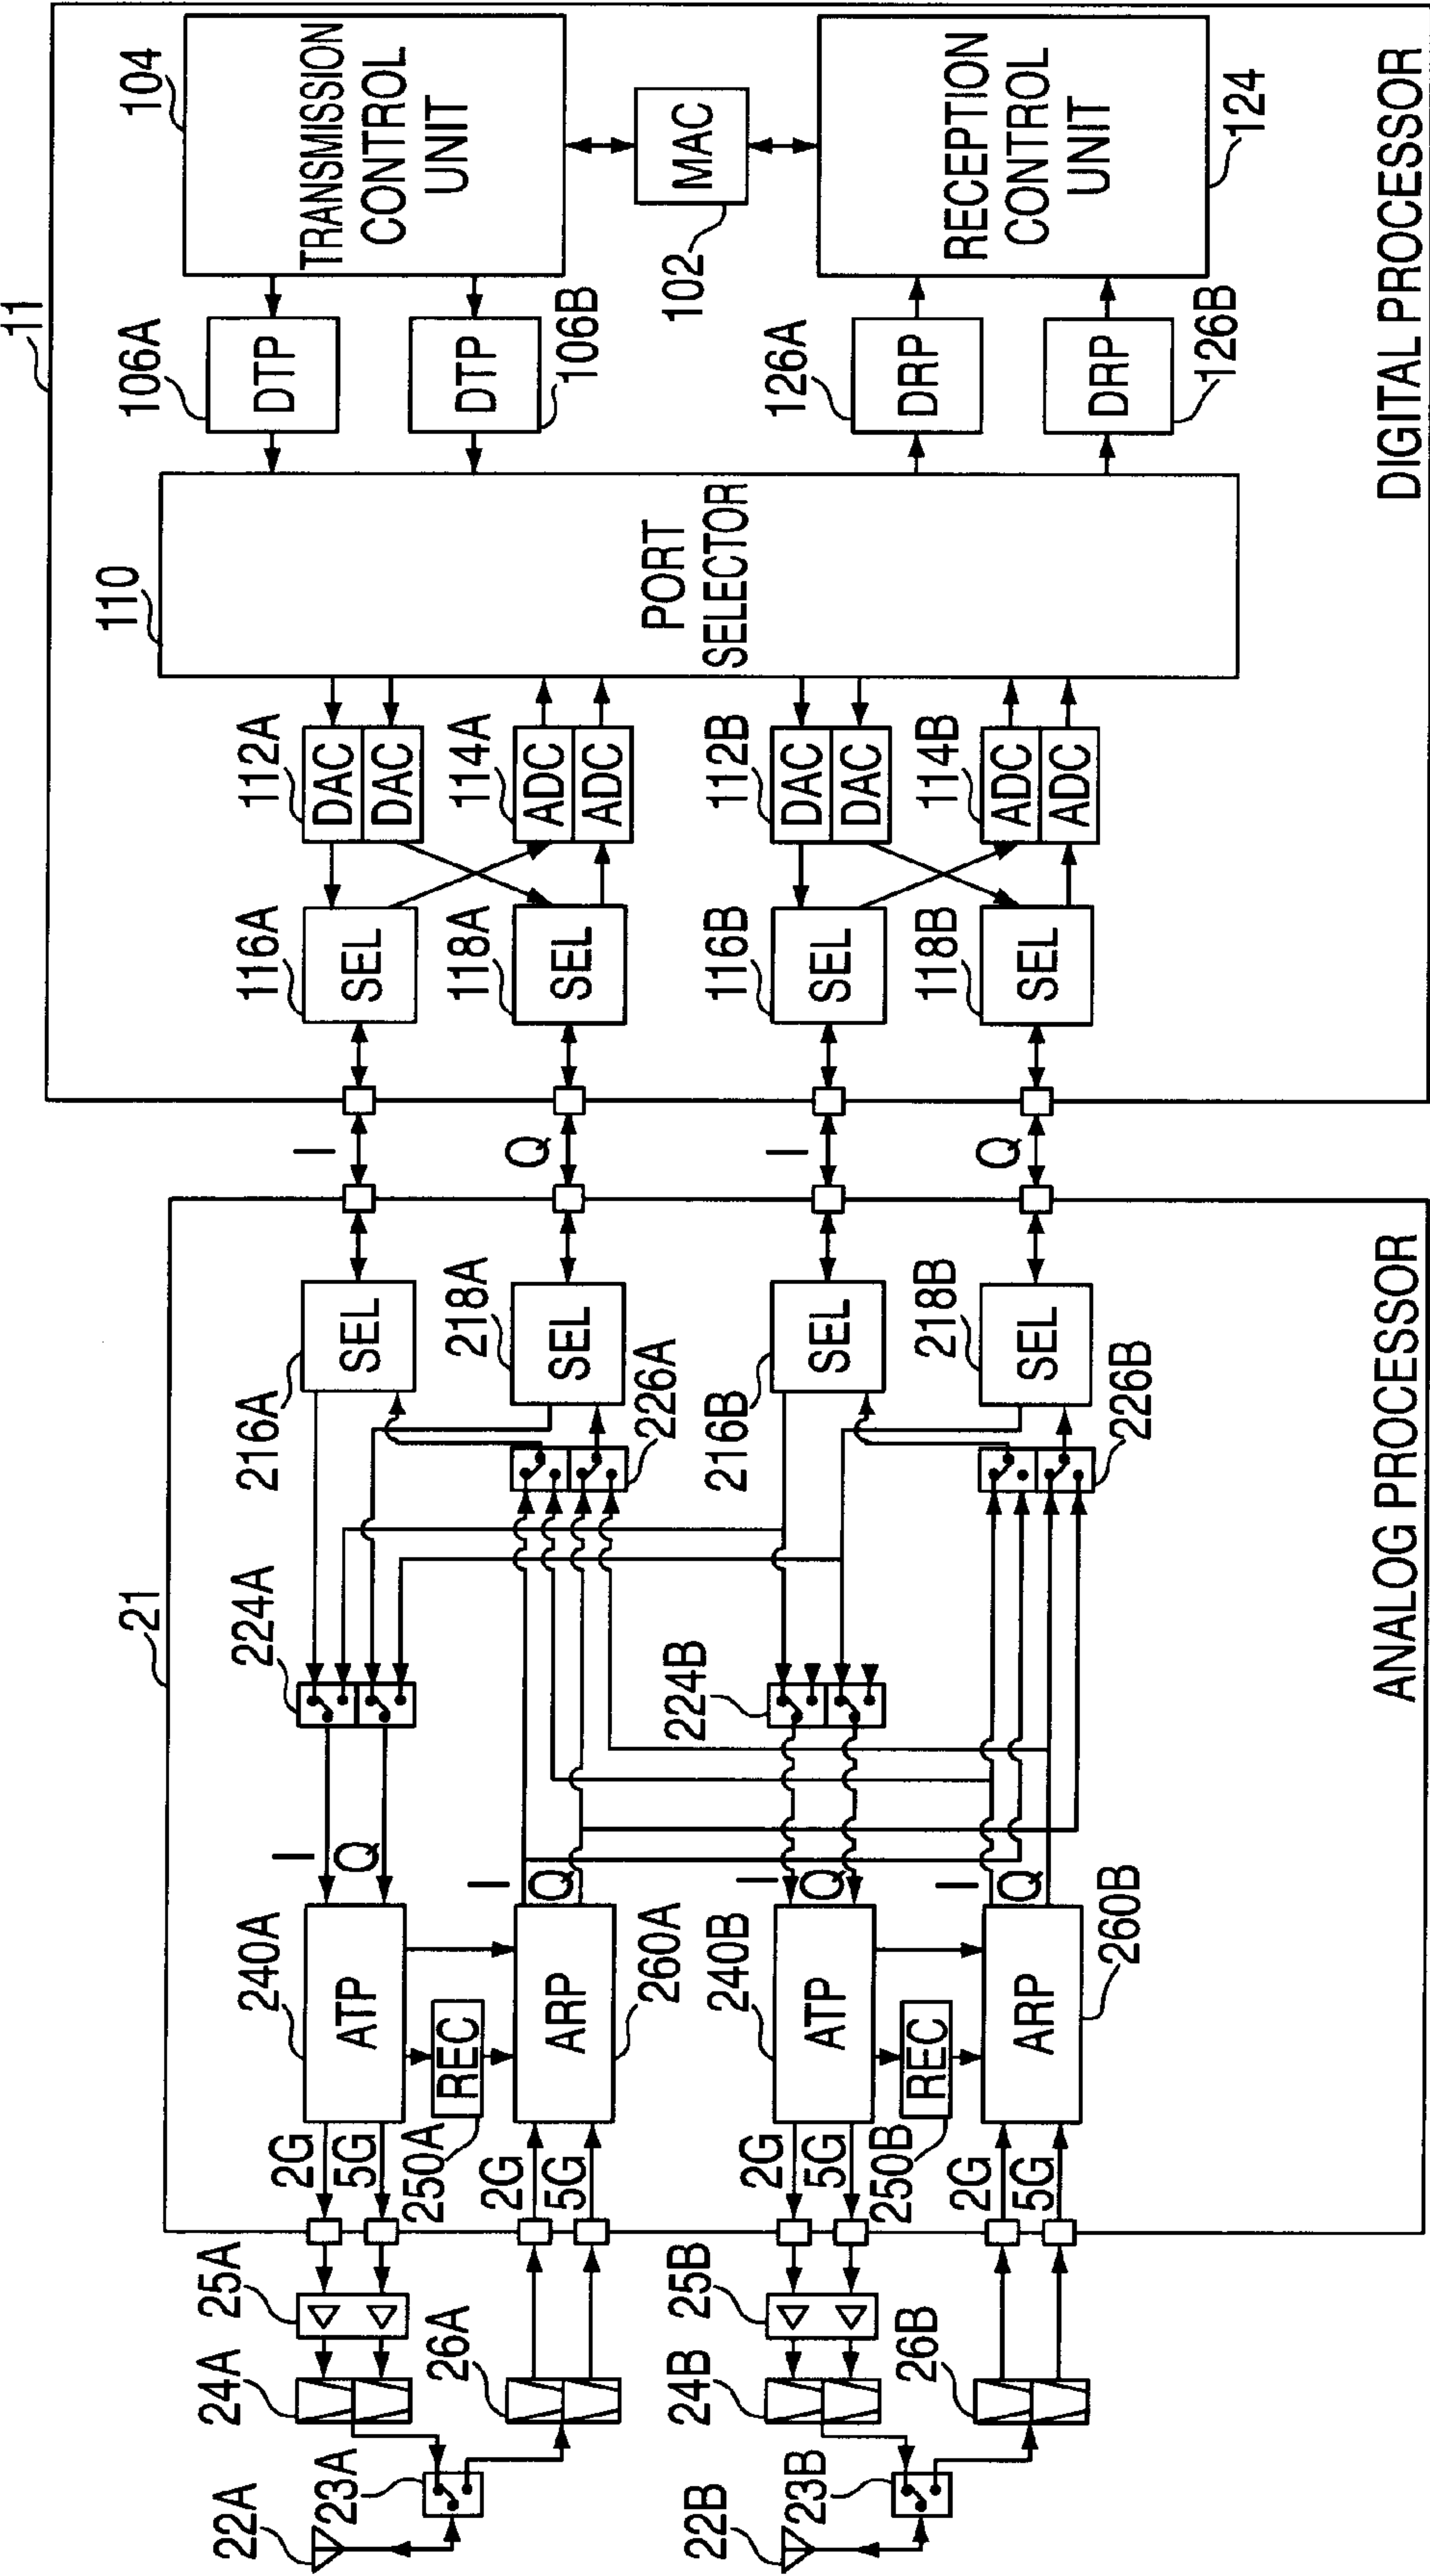 11
104
TRANSMISSION
CONTROL
UNIT
106A
DTP
DTP
106B
MAC
102
RECEPTION
CONTROL
UNIT
124
126A
DRP
DRP
126B
110
PORT
SELECTOR
112A
DAC
DAC
114A
ADC
ADC
112B
DAC
DAC
114B
ADC
ADC
116A
SEL
118A
SEL
116B
SEL
118B
SEL
DIGITAL PROCESSOR
I
Q
I
Q
21
216A
SEL
218A
SEL
226A
216B
SEL
218B
SEL
226B
224A
224B
I
Q
I
Q
I
Q
I
Q
240A
ATP
REC
250A
ARP
260A
240B
ATP
REC
250B
ARP
260B
2G
5G
2G
5G
2G
5G
2G
5G
ANALOG PROCESSOR
25A
24A
26A
25B
24B
26B
22A
23A
22B
23B